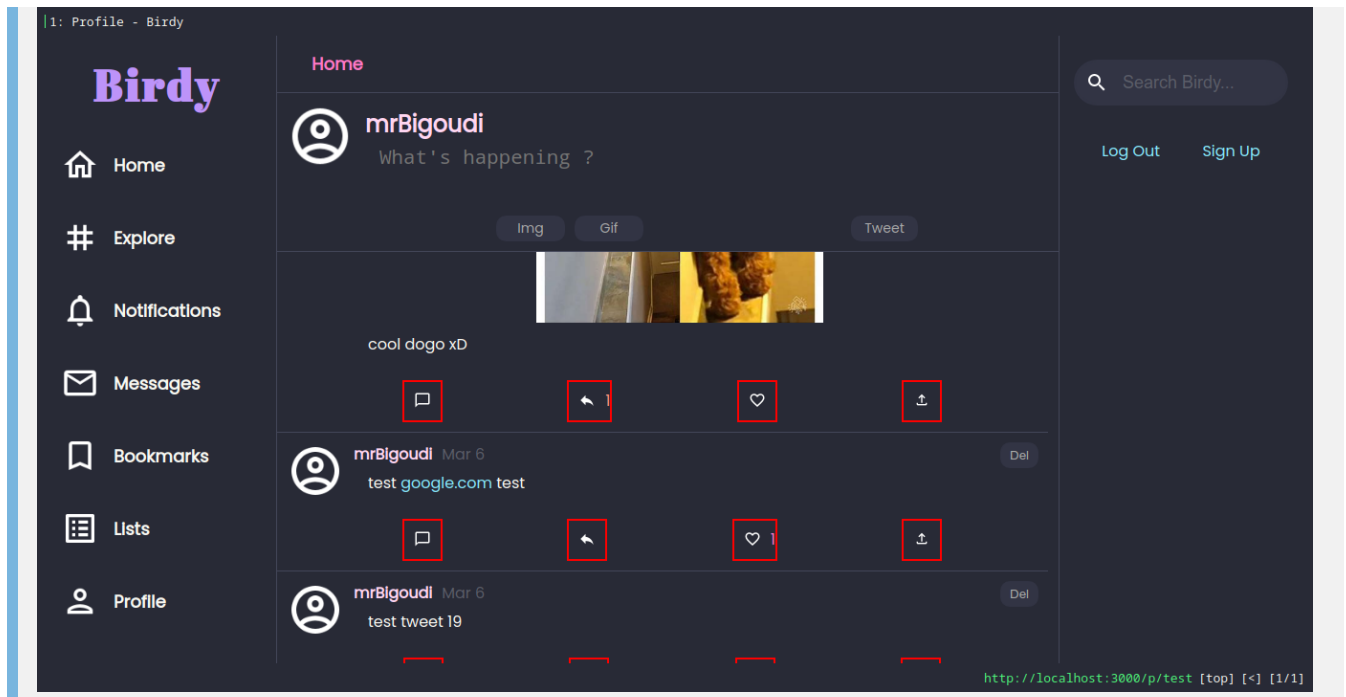 1: Profile - Birdy
Birdy
Home
Explore
Notifications
Messages
Bookmarks
Lists
Profile
Home
mrBigoudi
What's happening ?
Img Gif Tweet
cool dogo xD
1
mrBigoudi Mar 6 Del
test google.com test
1
mrBigoudi Mar 6 Del
test tweet 19
Search Birdy...
Log Out Sign Up
http://localhost:3000/p/test [top] [<] [1/1]